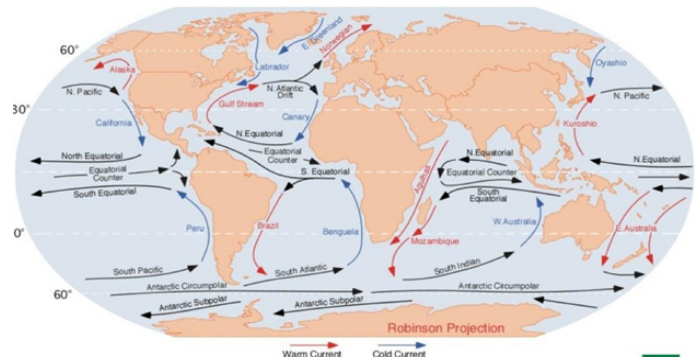 60°
30°
0°
60°
Alaska
N. Pacific
California
North Equatorial
Equatorial
Counter
South Equatorial
Peru
South Pacific
Antarctic Circumpolar
Antarctic Subpolar
Labrador
E. Greenland
Norwegian
N. Atlantic
Drift
Gulf Stream
Canary
N. Equatorial
Equatorial
Counter
S. Equatorial
Brazil
Benguela
South Atlantic
Antarctic Subpolar
Agulhas
Mozambique
N. Equatorial
Equatorial Counter
South
Equatorial
W. Australia
South Indian
Antarctic Circumpolar
Oyashio
Kuroshio
N. Pacific
N. Equatorial
E. Australia
Robinson Projection
Warm Current
Cold Current